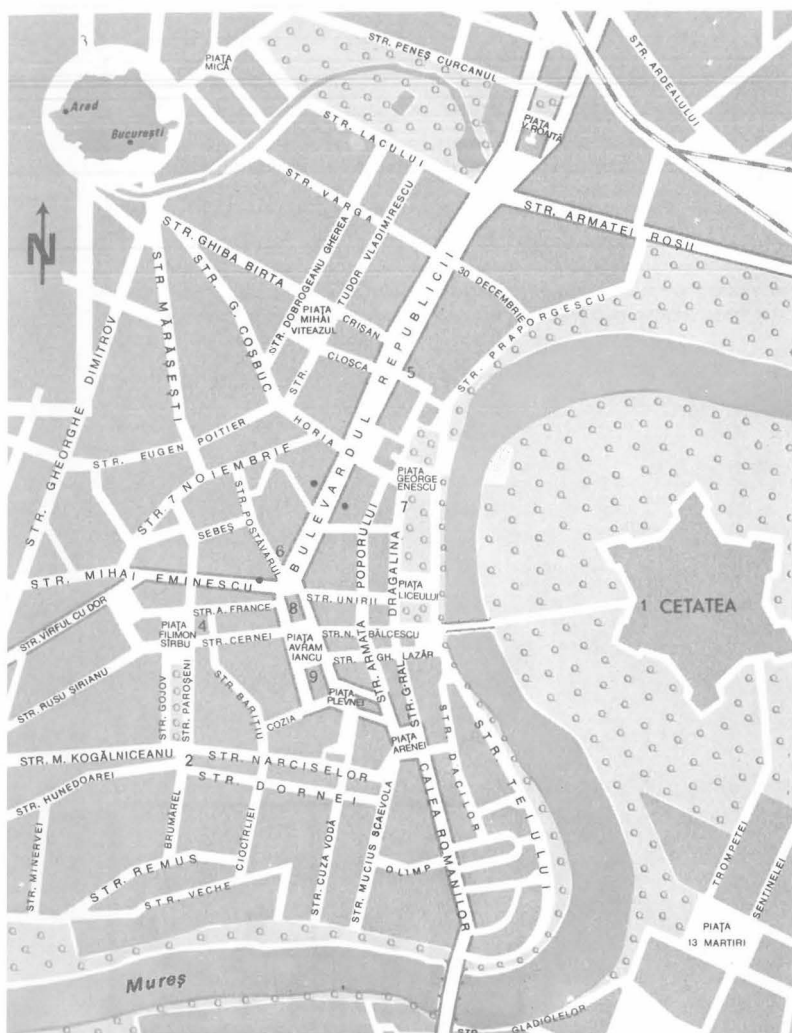 3
STR. PENEȘ CURCANUL
STR. ARDEALULUI
PIAȚA
MICĂ
Arad
București
PIAȚA
V. ROAITĂ
STR. LACULUI
STR. VARGA
STR. ARMATEI ROȘII
N
STR. GHIBA BIRTA
STR. DOBROGEANU GHEREA
TUDOR VLADIMIRESCU
STR.
30 DECEMBRIE
STR. G. COȘBUC
STR. MĂRĂȘEȘTI
STR. PRAPORGESCU
PIAȚA
MIHAI
VITEAZUL
CRIȘAN
CLOȘCA
5
BULEVARDUL REPUBLICII
STR. GHEORGHE DIMITROV
HORIA
STR. EUGEN POITIER
STR. 7 NOIEMBRIE
PIAȚA
GEORGE
ENESCU
STR. POSTĂVARUL
7
SEBEȘ
6
STR. ARMATA POPORULUI
STR. G-RAL DRAGALINA
STR. MIHAI EMINESCU
STR. UNIRII
PIAȚA
LICEULUI
1 CETATEA
STR. A. FRANCE
8
STR. VÎRFUL CU DOR
PIAȚA
FILIMON
SÎRBU
4
STR. CERNEI
PIAȚA
AVRAM
IANCU
STR. N. BĂLCESCU
STR. GH. LAZĂR
STR. RUSU ȘIRIANU
STR. GOJOV
STR. PAROȘENI
STR. BARIȚIU
9
PIAȚA
PLEVNEI
COZIA
PIAȚA
ARENEI
STR. DACILOR
STR. TEIULUI
STR. M. KOGĂLNICEANU
2
STR. NARCISELOR
STR. DORNEI
STR. HUNEDOAREI
CALEA ROMANILOR
STR. MINERVEI
BRUMĂREL
CIOCÎRLIEI
STR. CUZA VODĂ
STR. MUCIUS SCAEVOLA
OLIMP
STR. REMUS
STR. VECHE
TROMPETEI
SENTINELEI
PIAȚA
13 MARTIRI
Mureș
STR. GLADIOLELOR